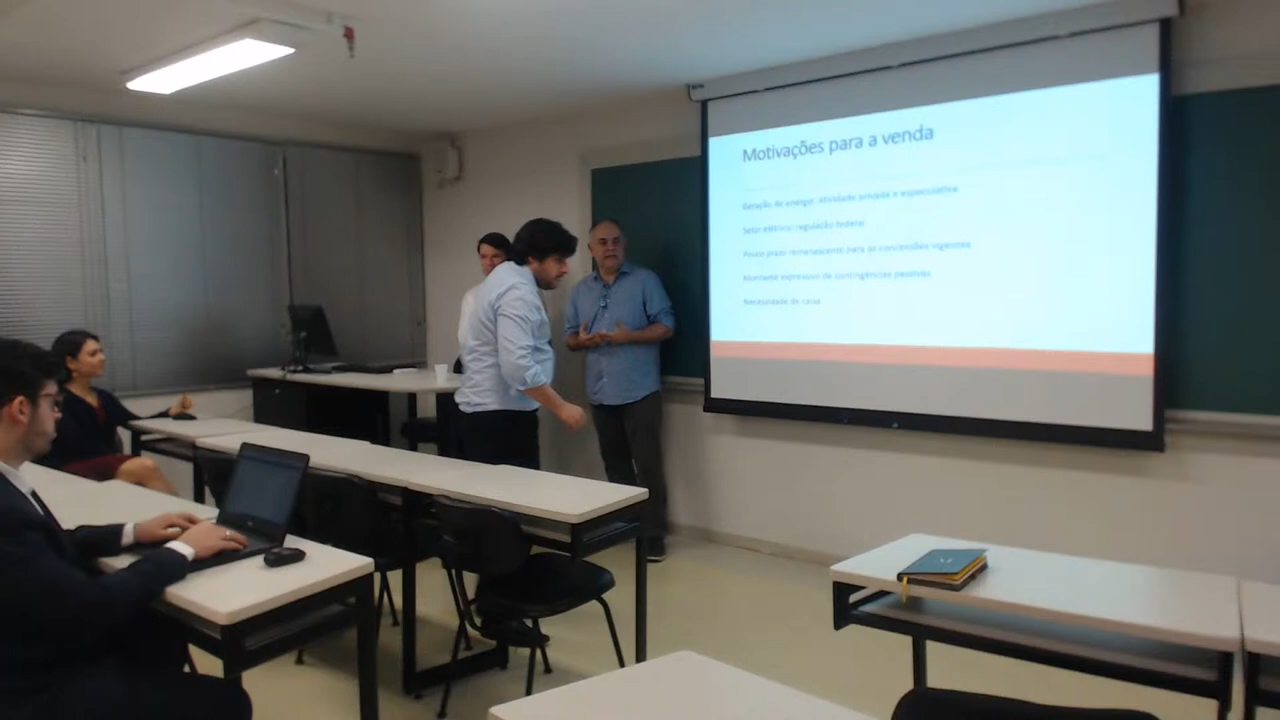 Motivações para a venda
Geração de energia: atividade privada e especulativa
Setor elétrico: regulação federal
Pouco prazo remanescente para as concessões vigentes
Montante expressivo de contingências passivas
Necessidade de caixa